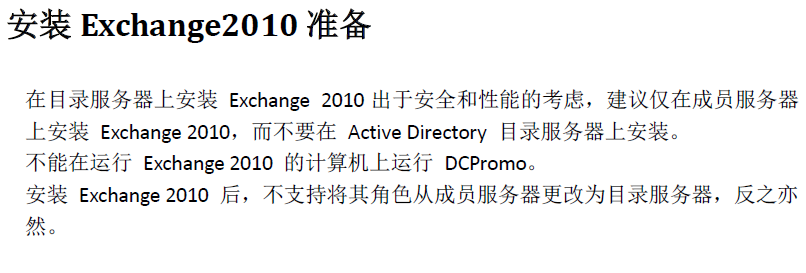 安装 Exchange2010 准备
在目录服务器上安装 Exchange 2010 出于安全和性能的考虑，建议仅在成员服务器
上安装 Exchange 2010，而不要在 Active Directory 目录服务器上安装。
不能在运行 Exchange 2010 的计算机上运行 DCPromo。
安装 Exchange 2010 后，不支持将其角色从成员服务器更改为目录服务器，反之亦
然。